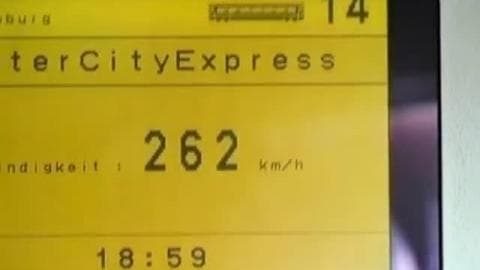 burg 14
terCityExpress
ndigkeit : 262 km/h
18:59